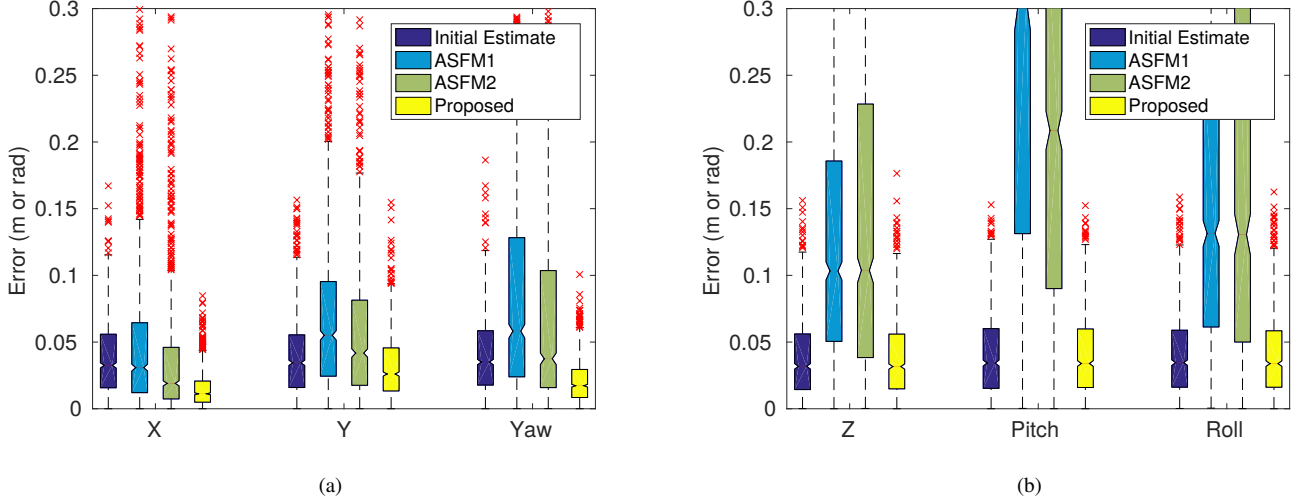 Error (m or rad)
0.3
0.25
0.2
0.15
0.1
0.05
0
Initial Estimate
ASFM1
ASFM2
Proposed
X Y Yaw
(a)
Error (m or rad)
0.3
0.25
0.2
0.15
0.1
0.05
0
Initial Estimate
ASFM1
ASFM2
Proposed
Z Pitch Roll
(b)